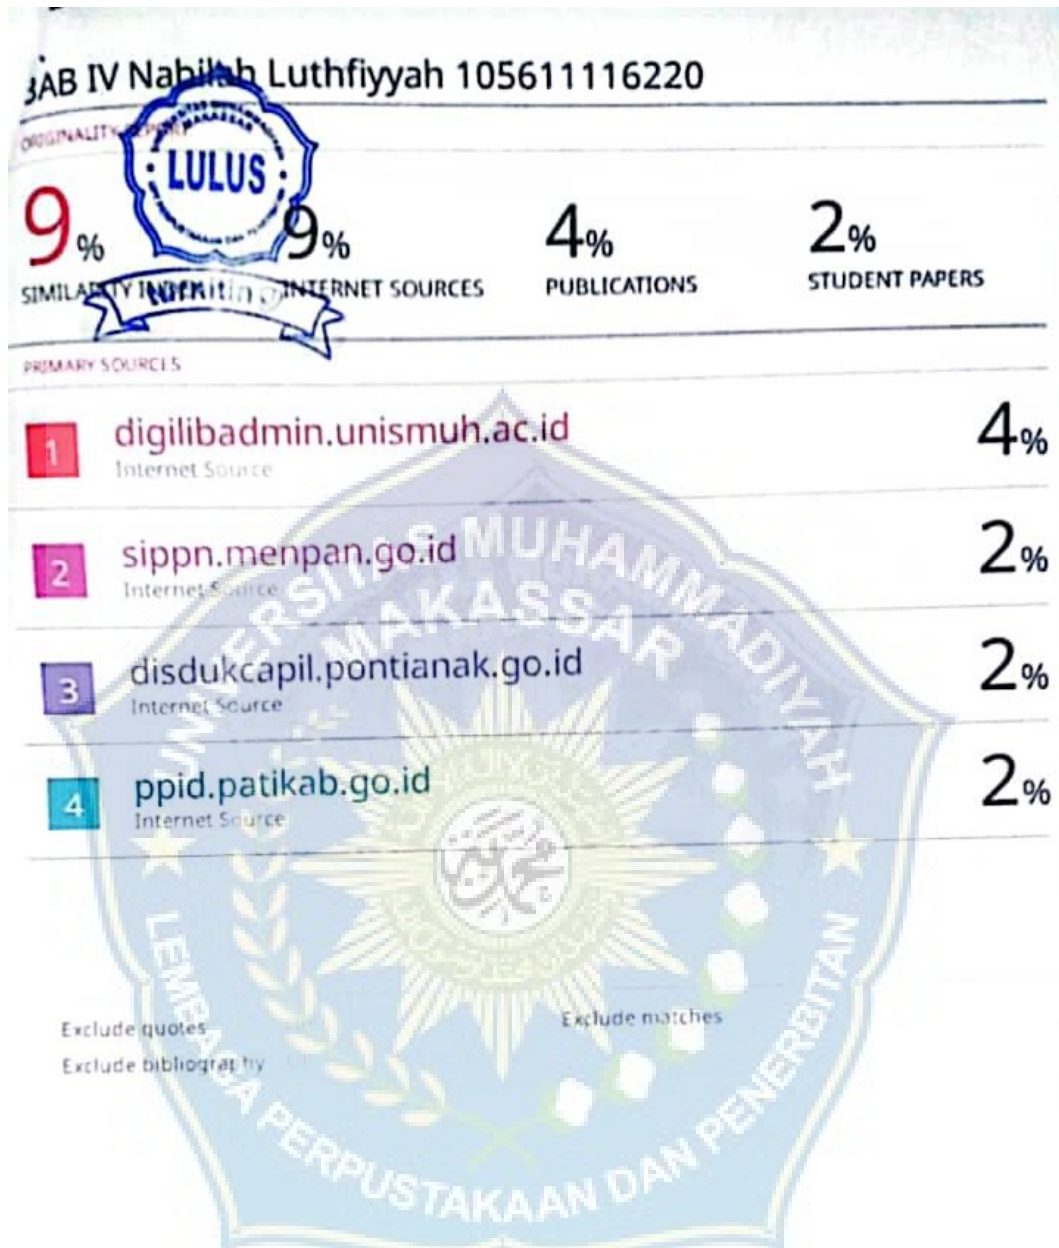 BAB IV Nabilah Luthfiyyah 105611116220
ORIGINALITY REPORT
LULUS
9%
9%
4%
2%
SIMILARITY INDEX
INTERNET SOURCES
PUBLICATIONS
STUDENT PAPERS
turnitin
PRIMARY SOURCES
1
digilibadmin.unismuh.ac.id
Internet Source
4%
2
sippn.menpan.go.id
Internet Source
2%
3
disdukcapil.pontianak.go.id
Internet Source
2%
4
ppid.patikab.go.id
Internet Source
2%
UNIVERSITAS MUHAMMADIYAH
MAKASSAR
Exclude quotes
Exclude matches
Exclude bibliography
LEMBAGA PERPUSTAKAAN DAN PENERBITAN